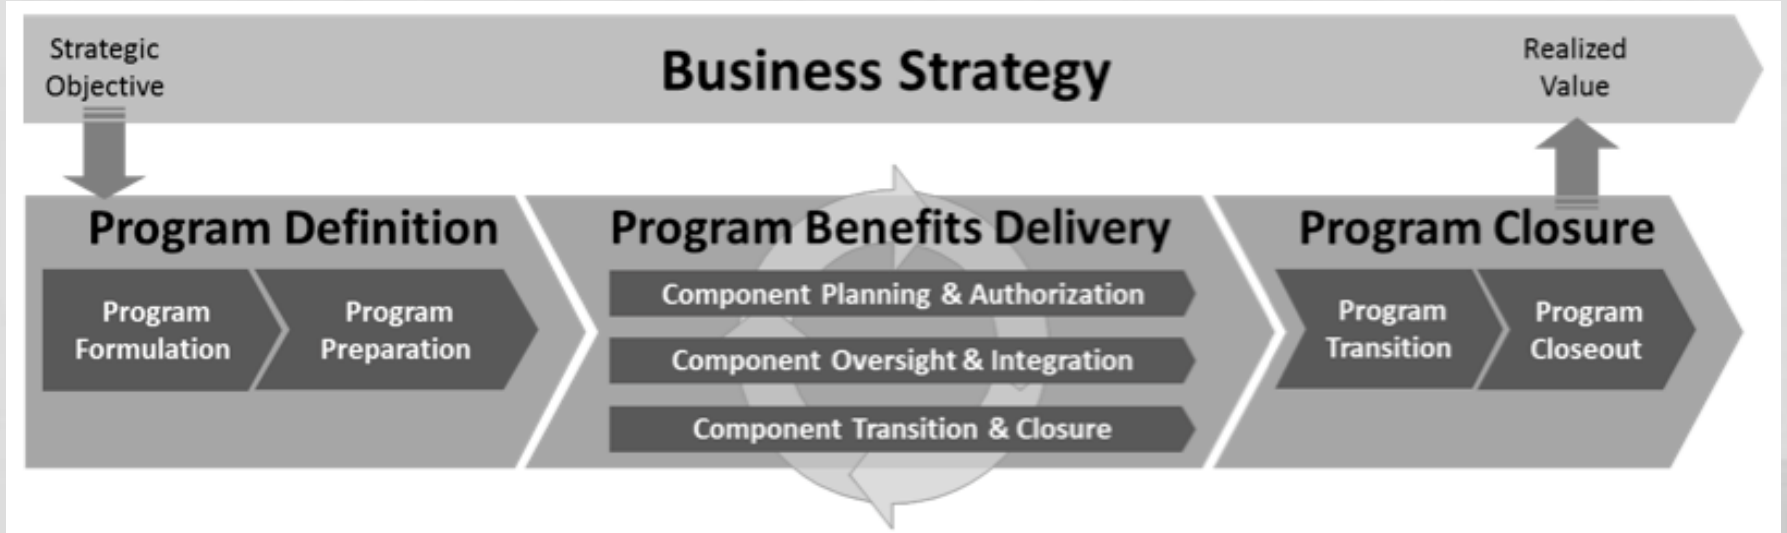 Strategic
Objective
Business Strategy
Realized
Value
Program Definition
Program
Formulation
Program
Preparation
Program Benefits Delivery
Component Planning & Authorization
Component Oversight & Integration
Component Transition & Closure
Program Closure
Program
Transition
Program
Closeout